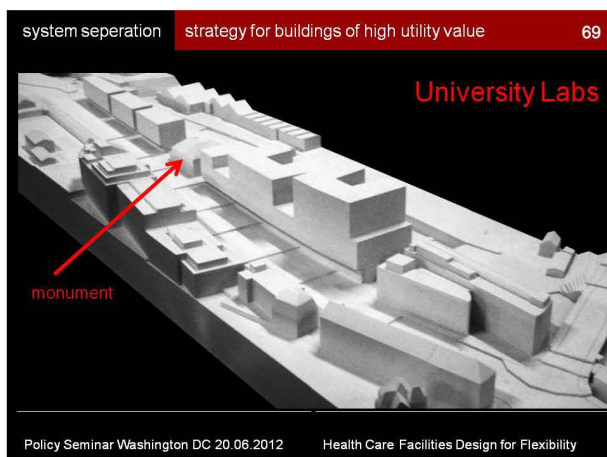 system seperation strategy for buildings of high utility value 69
University Labs
monument
Policy Seminar Washington DC 20.06.2012 Health Care Facilities Design for Flexibility